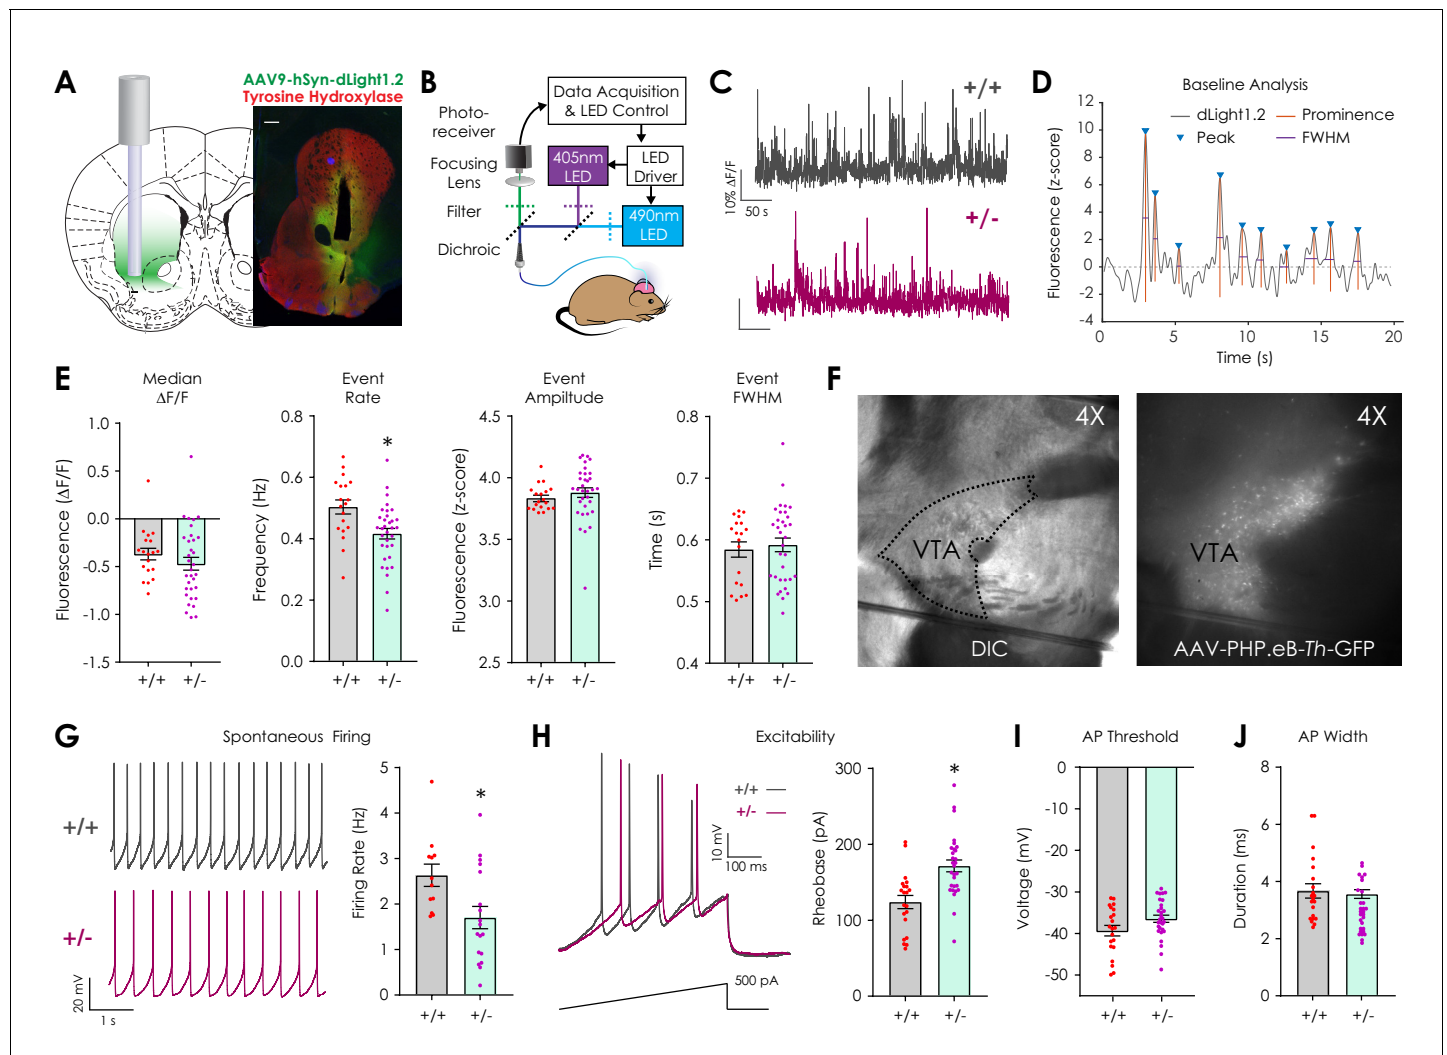 A
AAV9-hSyn-dLight1.2
Tyrosine Hydroxylase
B
Data Acquisition
& LED Control
Photo-
receiver
Focusing
Lens
Filter
Dichroic
405nm
LED
LED
Driver
490nm
LED
C
+/+
10% ΔF/F
50 s
+/-
D
Baseline Analysis
dLight1.2
Prominence
Peak
FWHM
Fluorescence (z-score)
12
10
8
6
4
2
0
-2
-4
0
5
10
15
20
Time (s)
E
Median
ΔF/F
Fluorescence (ΔF/F)
1.0
0.5
-0.0
-0.5
-1.0
-1.5
+/+
+/-
Event
Rate
Frequency (Hz)
0.8
0.6
0.4
0.2
0.0
*
+/+
+/-
Event
Ampilitude
Fluorescence (z-score)
4.5
4.0
3.5
3.0
2.5
+/+
+/-
Event
FWHM
Time (s)
0.8
0.7
0.6
0.5
0.4
+/+
+/-
F
4X
VTA
DIC
4X
VTA
AAV-PHP.eB-Th-GFP
G
Spontaneous Firing
+/+
+/-
20 mV
1 s
Firing Rate (Hz)
5
4
3
2
1
0
*
+/+
+/-
H
Excitability
+/+
+/-
10 mV
100 ms
500 pA
Rheobase (pA)
300
200
100
0
*
+/+
+/-
I
AP Threshold
Voltage (mV)
0
-10
-20
-30
-40
-50
+/+
+/-
J
AP Width
Duration (ms)
8
6
4
2
0
+/+
+/-